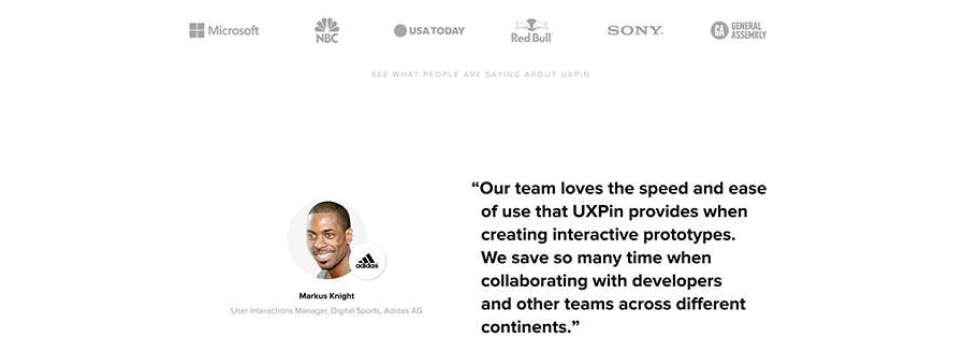 Microsoft NBC USA TODAY Red Bull SONY GENERAL ASSEMBLY
SEE WHAT PEOPLE ARE SAYING ABOUT UXPIN
“Our team loves the speed and ease
of use that UXPin provides when
creating interactive prototypes.
We save so many time when
collaborating with developers
and other teams across different
continents.”
adidas
Markus Knight
User Interactions Manager, Digital Sports, Adidas AG